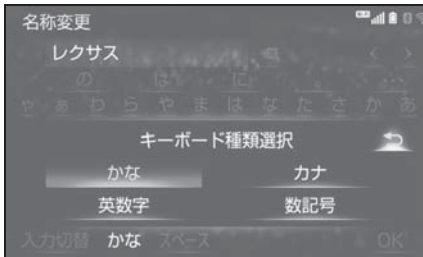 名称変更
レクサス
の は に
ゃ ぁ わ ら や ま は な た さ か あ
キーボード種類選択
かな カナ
英数字 数記号
入力切替 かな スペース OK